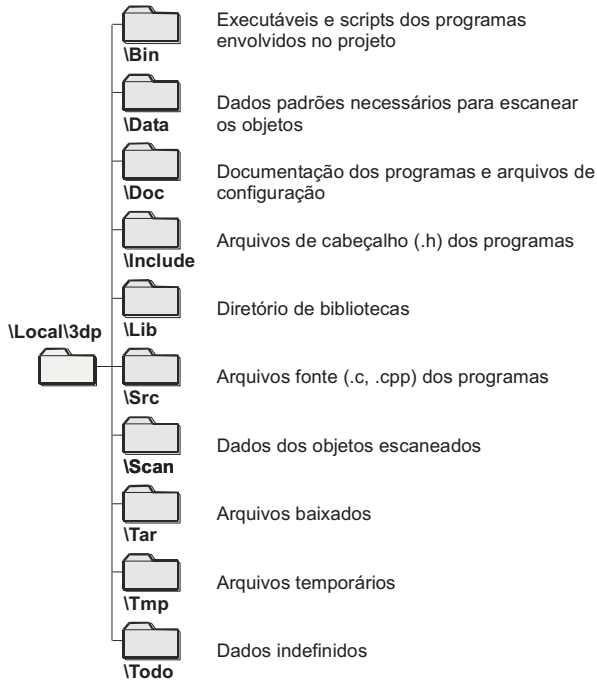 \Bin
Executáveis e scripts dos programas
envolvidos no projeto
\Data
Dados padrões necessários para escanear
os objetos
\Doc
Documentação dos programas e arquivos de
configuração
\Include
Arquivos de cabeçalho (.h) dos programas
\Lib
Diretório de bibliotecas
\Local\3dp
\Src
Arquivos fonte (.c, .cpp) dos programas
\Scan
Dados dos objetos escaneados
\Tar
Arquivos baixados
\Tmp
Arquivos temporários
\Todo
Dados indefinidos